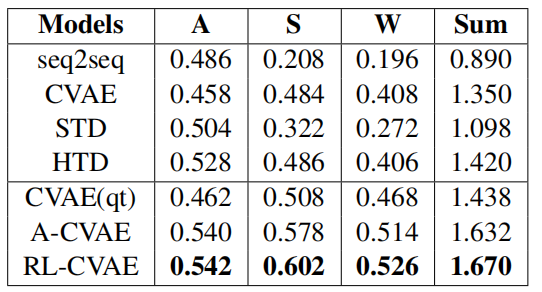 Models A S W Sum
seq2seq 0.486 0.208 0.196 0.890
CVAE 0.458 0.484 0.408 1.350
STD 0.504 0.322 0.272 1.098
HTD 0.528 0.486 0.406 1.420
CVAE(qt) 0.462 0.508 0.468 1.438
A-CVAE 0.540 0.578 0.514 1.632
RL-CVAE 0.542 0.602 0.526 1.670